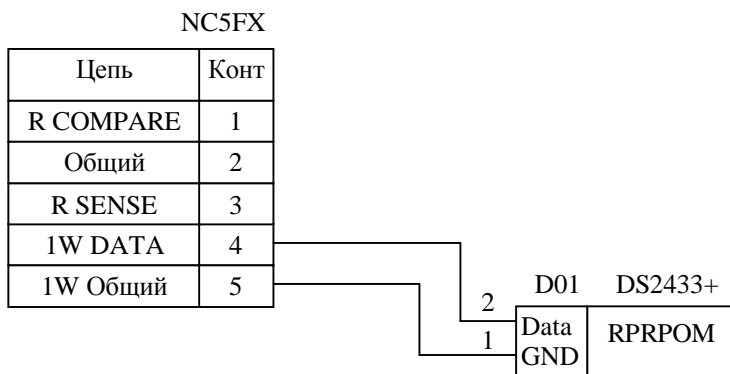 NC5FX
Цепь Конт
R COMPARE 1
Общий 2
R SENSE 3
1W DATA 4
1W Общий 5
D01 DS2433+
2 Data RPRPOM
1 GND